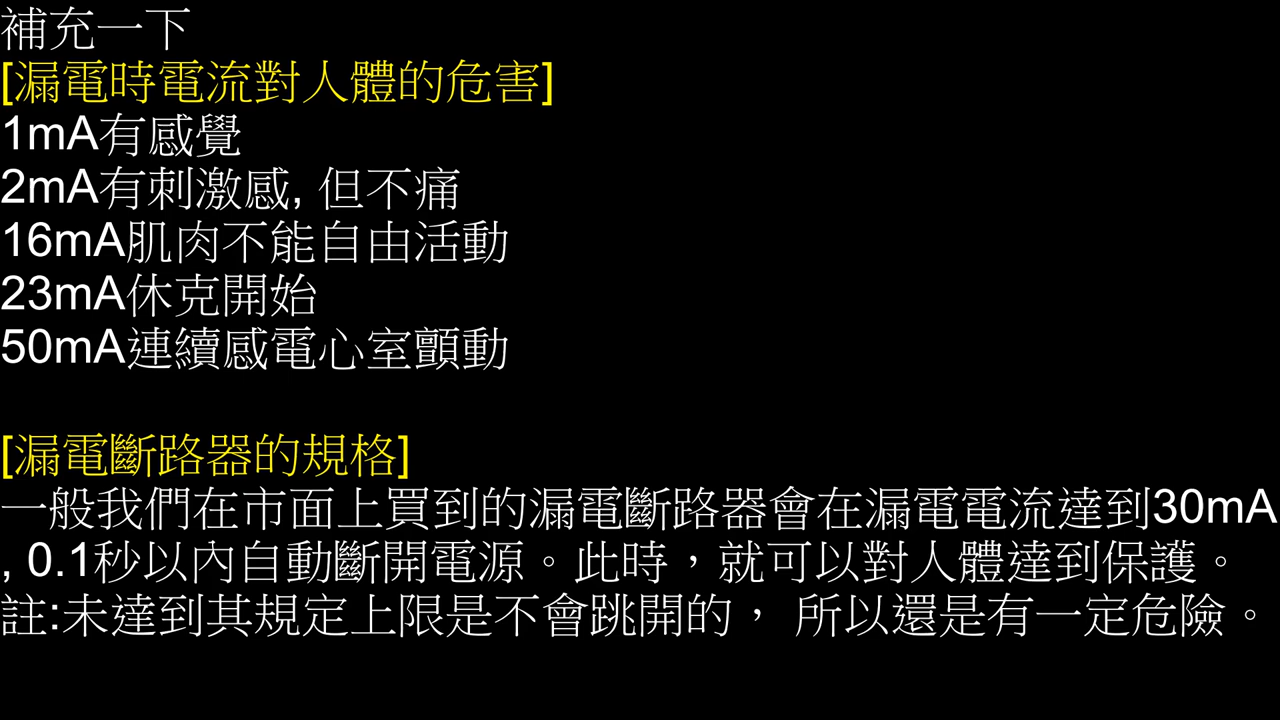 補充一下
[漏電時電流對人體的危害]
1mA有感覺
2mA有刺激感, 但不痛
16mA肌肉不能自由活動
23mA休克開始
50mA連續感電心室顫動
[漏電斷路器的規格]
一般我們在市面上買到的漏電斷路器會在漏電電流達到30mA
, 0.1秒以內自動斷開電源。此時，就可以對人體達到保護。
註:未達到其規定上限是不會跳開的， 所以還是有一定危險。